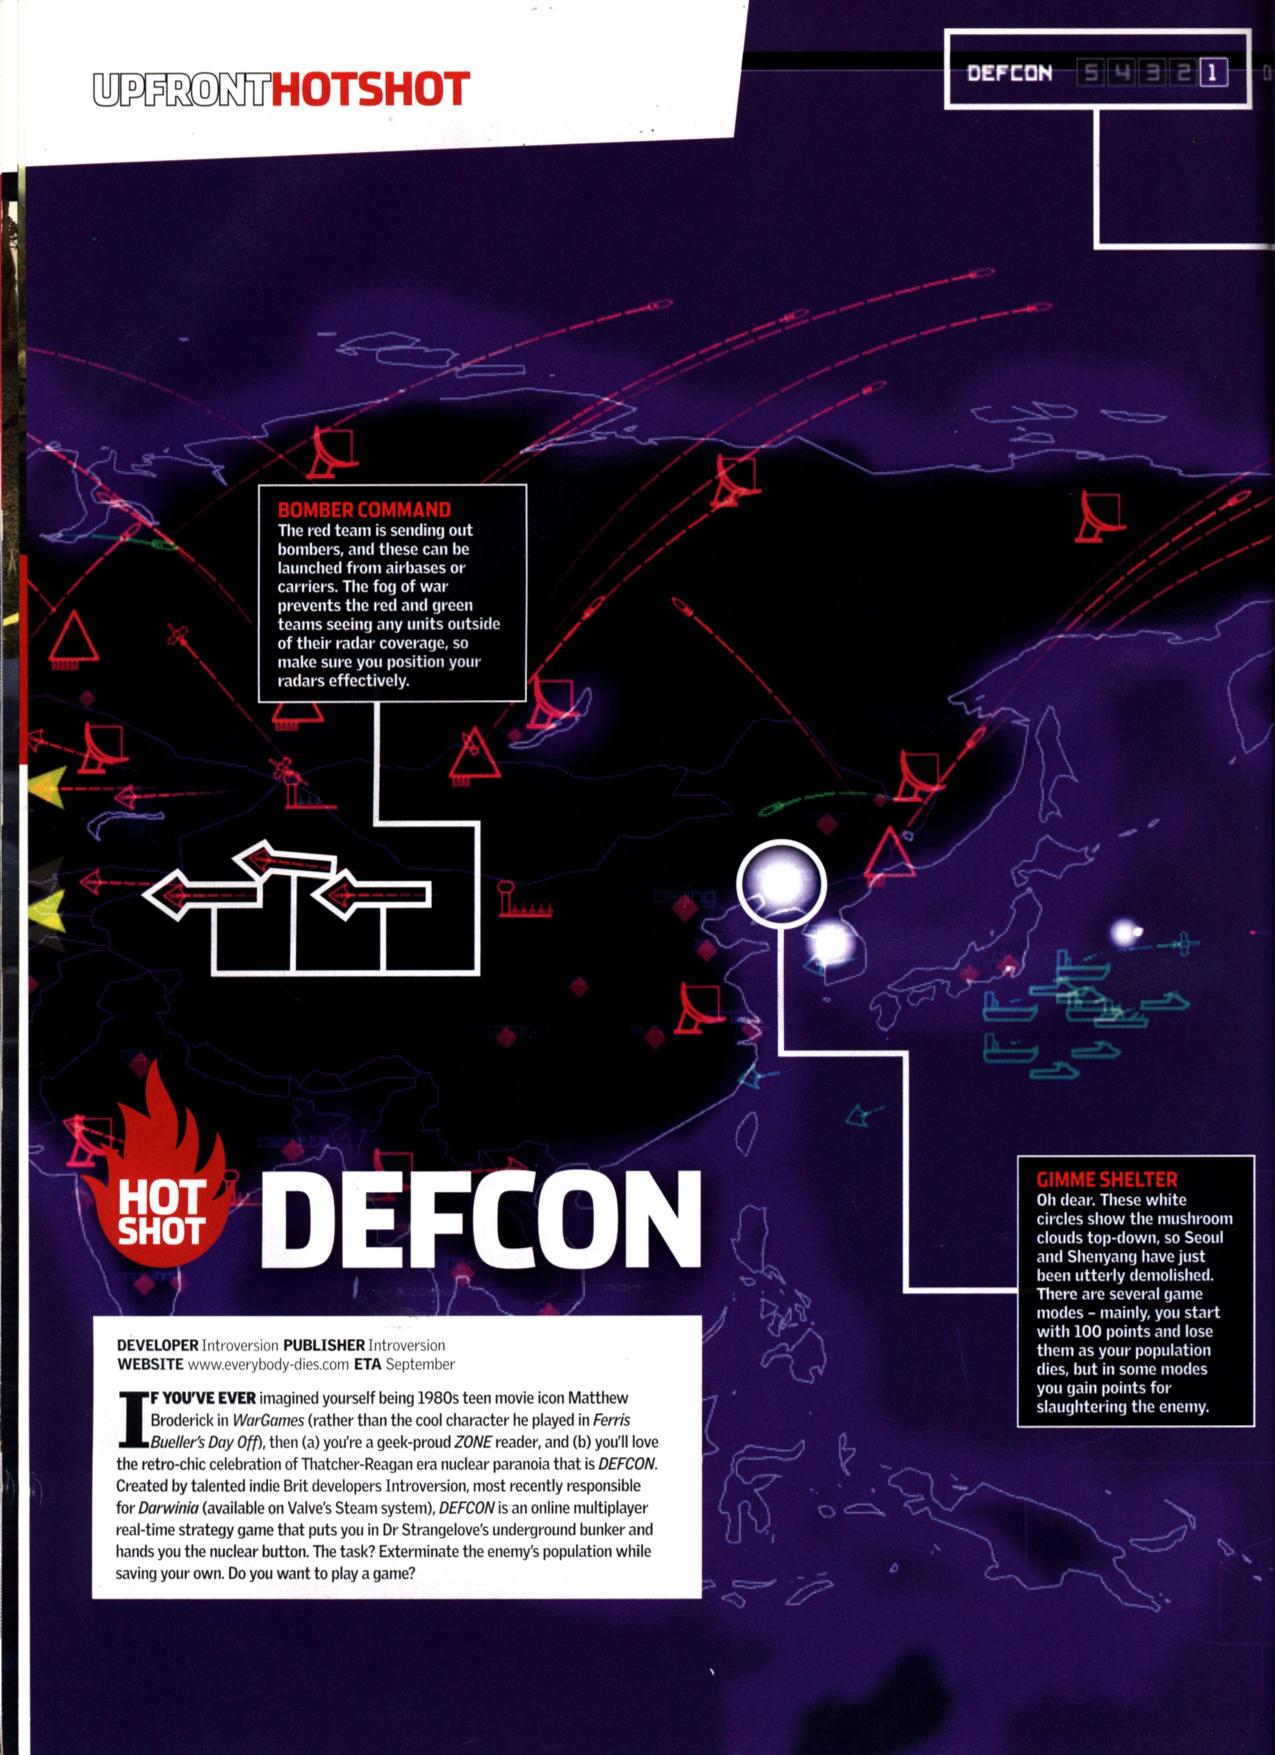 UPFRONTHOTSHOT
DEFCON 5 4 3 2 1
BOMBER COMMAND
The red team is sending out
bombers, and these can be
launched from airbases or
carriers. The fog of war
prevents the red and green
teams seeing any units outside
of their radar coverage, so
make sure you position your
radars effectively.
HOT
SHOT
DEFCON
GIMME SHELTER
Oh dear. These white
circles show the mushroom
clouds top-down, so Seoul
and Shenyang have just
been utterly demolished.
There are several game
modes – mainly, you start
with 100 points and lose
them as your population
dies, but in some modes
you gain points for
slaughtering the enemy.
DEVELOPER Introversion PUBLISHER Introversion
WEBSITE www.everybody-dies.com ETA September
IF YOU'VE EVER imagined yourself being 1980s teen movie icon Matthew
Broderick in WarGames (rather than the cool character he played in Ferris
Bueller's Day Off), then (a) you're a geek-proud ZONE reader, and (b) you'll love
the retro-chic celebration of Thatcher-Reagan era nuclear paranoia that is DEFCON.
Created by talented indie Brit developers Introversion, most recently responsible
for Darwinia (available on Valve's Steam system), DEFCON is an online multiplayer
real-time strategy game that puts you in Dr Strangelove's underground bunker and
hands you the nuclear button. The task? Exterminate the enemy's population while
saving your own. Do you want to play a game?